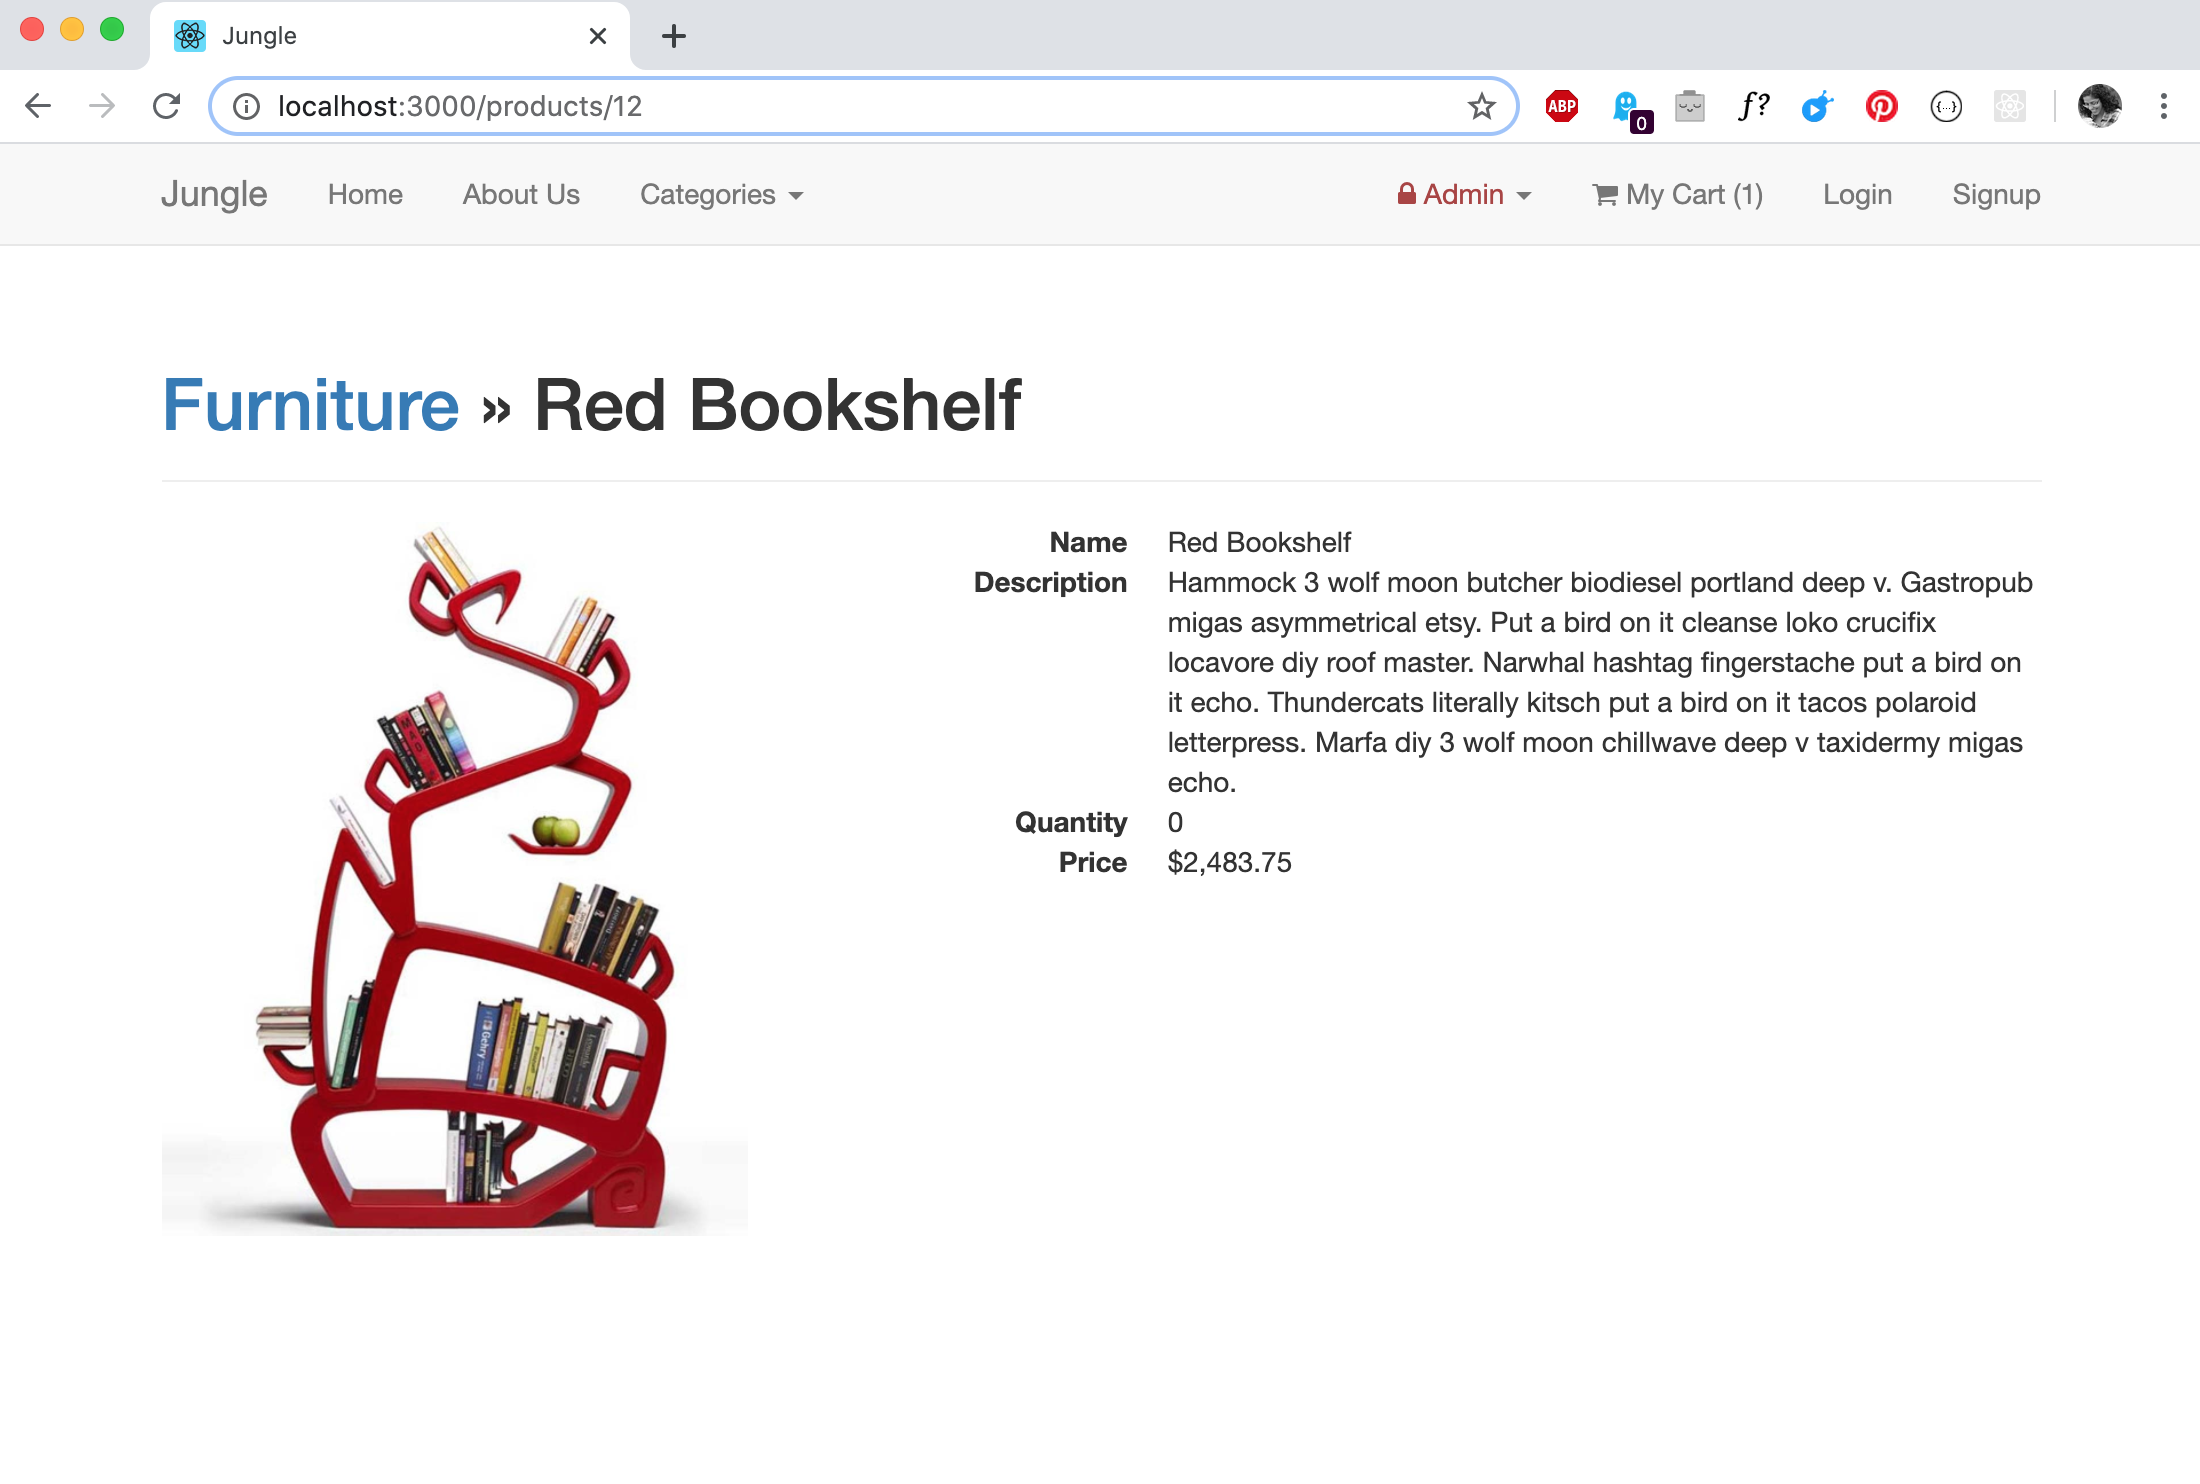 Jungle
localhost:3000/products/12
ABP
0
f?
{...}
Jungle Home About Us Categories Admin My Cart (1) Login Signup
Furniture » Red Bookshelf
Name Red Bookshelf
Description Hammock 3 wolf moon butcher biodiesel portland deep v. Gastropub
migas asymmetrical etsy. Put a bird on it cleanse loko crucifix
locavore diy roof master. Narwhal hashtag fingerstache put a bird on
it echo. Thundercats literally kitsch put a bird on it tacos polaroid
letterpress. Marfa diy 3 wolf moon chillwave deep v taxidermy migas
echo.
Quantity 0
Price $2,483.75
MAO
Gehry